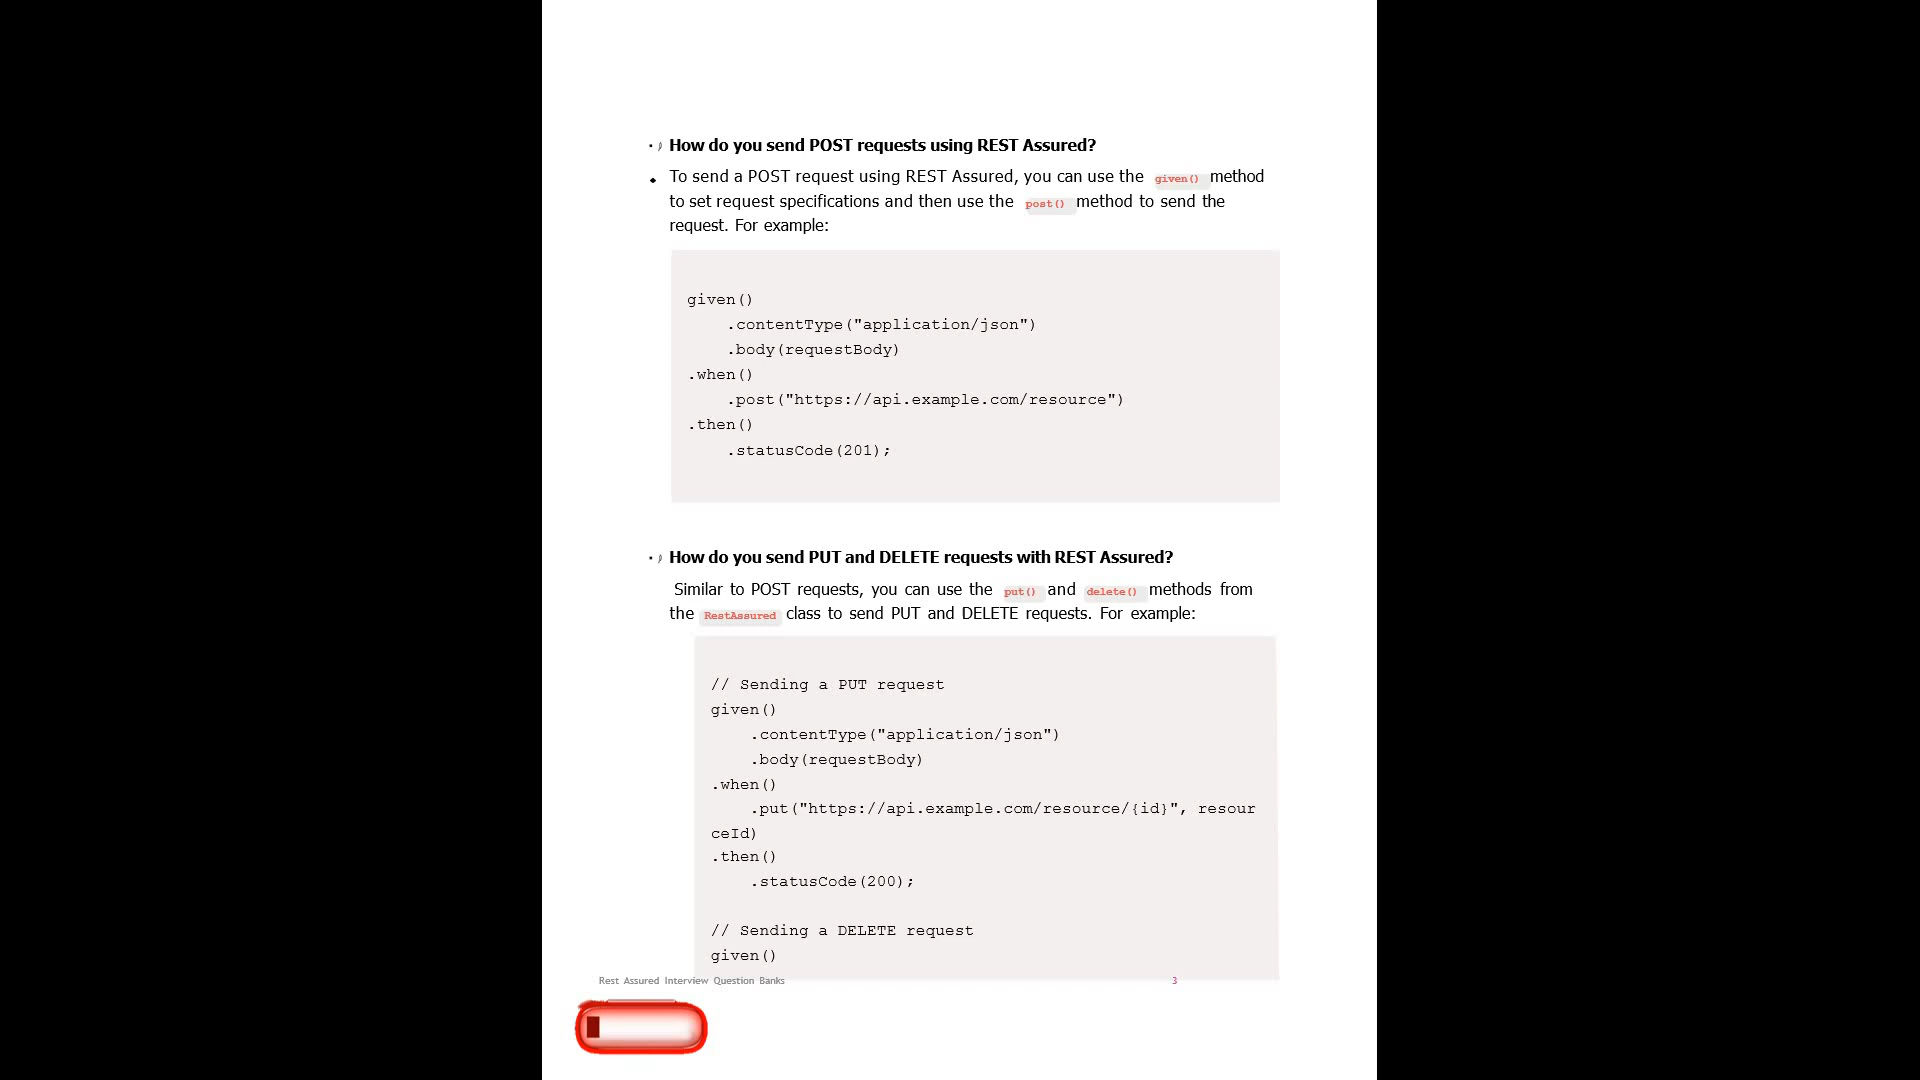 How do you send POST requests using REST Assured?
To send a POST request using REST Assured, you can use the given() method
to set request specifications and then use the post() method to send the
request. For example:
given()
    .contentType("application/json")
    .body(requestBody)
.when()
    .post("https://api.example.com/resource")
.then()
    .statusCode(201);
How do you send PUT and DELETE requests with REST Assured?
Similar to POST requests, you can use the put() and delete() methods from
the RestAssured class to send PUT and DELETE requests. For example:
// Sending a PUT request
given()
    .contentType("application/json")
    .body(requestBody)
.when()
    .put("https://api.example.com/resource/{id}", resour
ceId)
.then()
    .statusCode(200);
// Sending a DELETE request
given()
Rest Assured Interview Question Banks 3